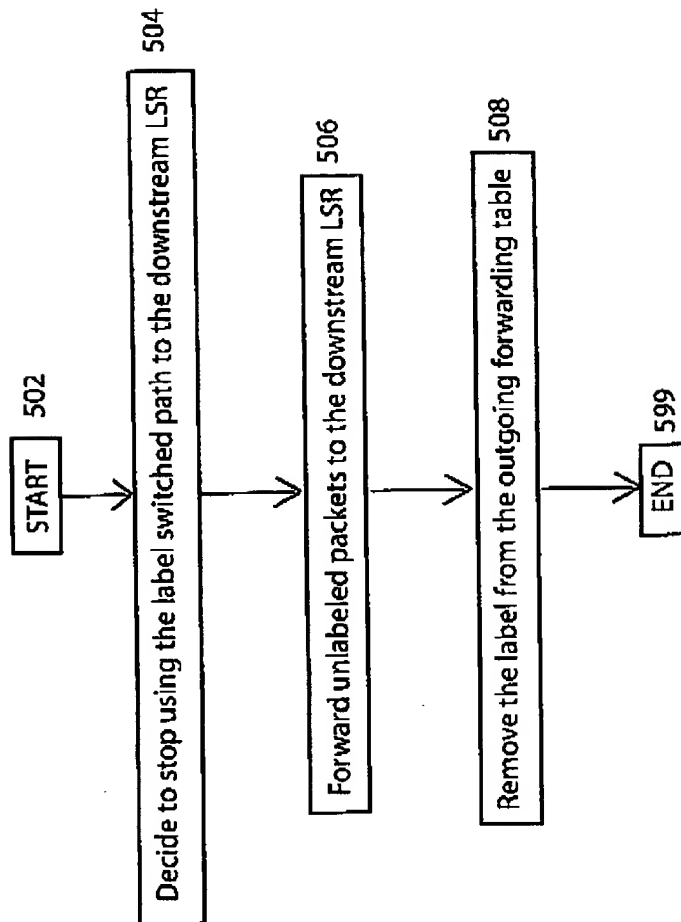 START 502
Decide to stop using the label switched path to the downstream LSR 504
Forward unlabeled packets to the downstream LSR 506
Remove the label from the outgoing forwarding table 508
END 599